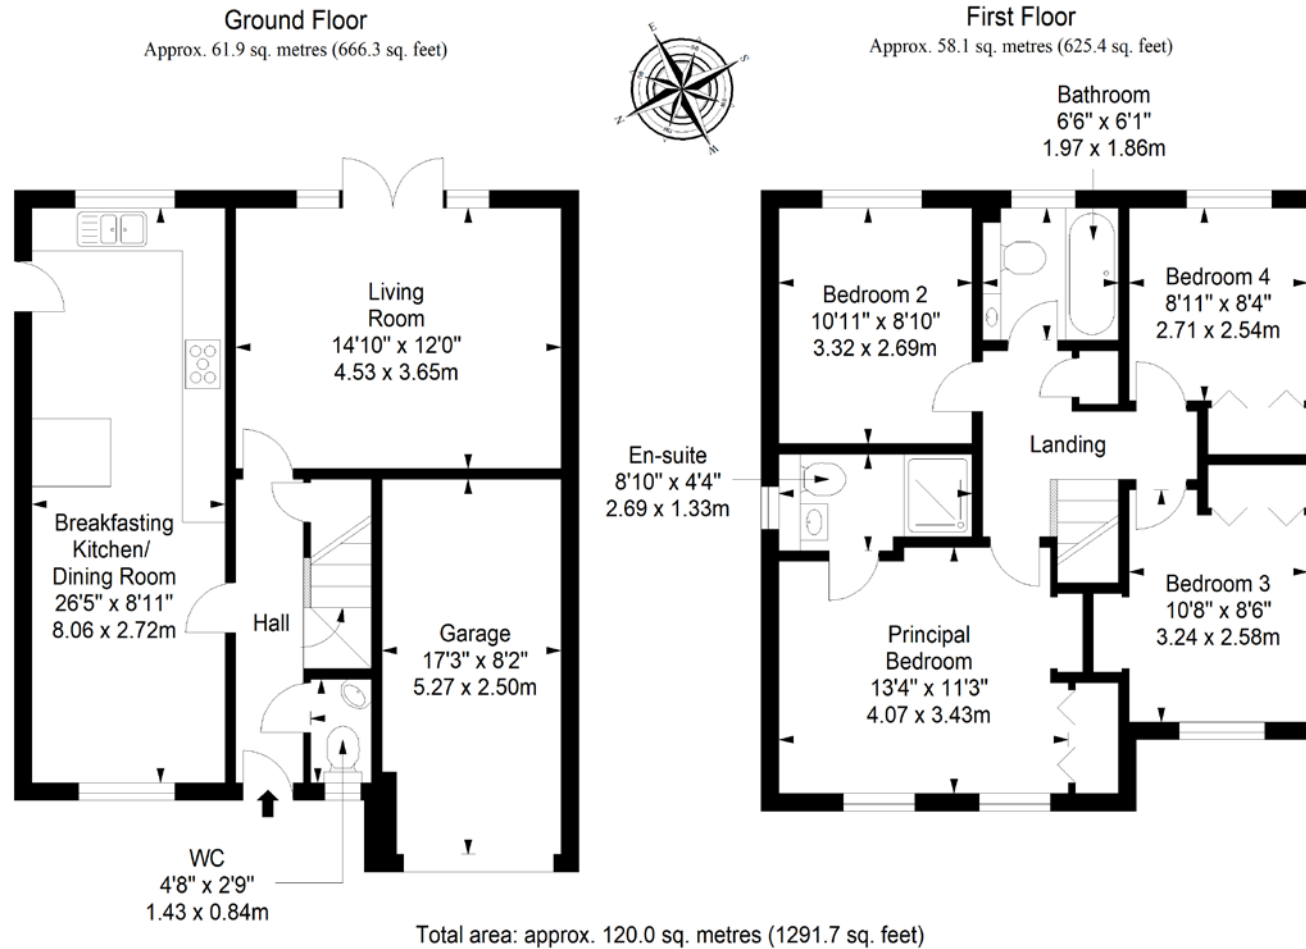 Ground Floor
Approx. 61.9 sq. metres (666.3 sq. feet)
First Floor
Approx. 58.1 sq. metres (625.4 sq. feet)
E
S
N
W
Bathroom
6'6" x 6'1"
1.97 x 1.86m
Living
Room
14'10" x 12'0"
4.53 x 3.65m
Bedroom 2
10'11" x 8'10"
3.32 x 2.69m
Bedroom 4
8'11" x 8'4"
2.71 x 2.54m
Landing
En-suite
8'10" x 4'4"
2.69 x 1.33m
Breakfasting
Kitchen/
Dining Room
26'5" x 8'11"
8.06 x 2.72m
Hall
Garage
17'3" x 8'2"
5.27 x 2.50m
Principal
Bedroom
13'4" x 11'3"
4.07 x 3.43m
Bedroom 3
10'8" x 8'6"
3.24 x 2.58m
WC
4'8" x 2'9"
1.43 x 0.84m
Total area: approx. 120.0 sq. metres (1291.7 sq. feet)